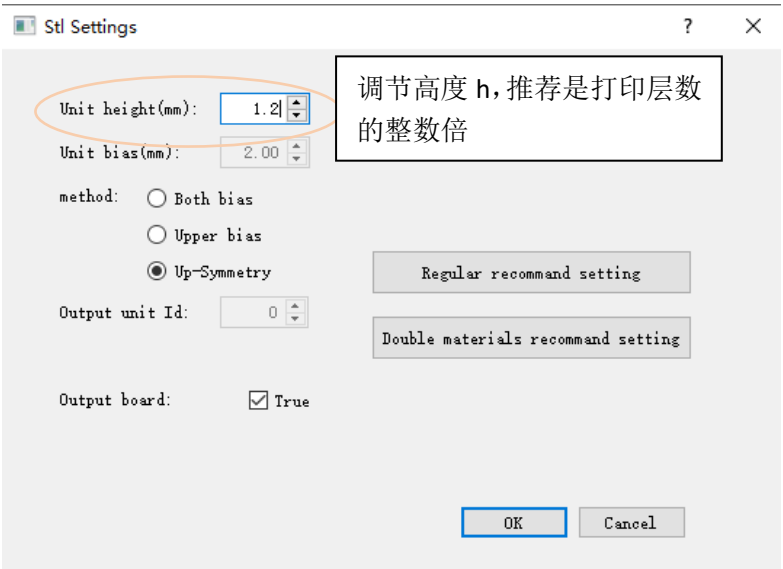 Stl Settings
?
调节高度 h，推荐是打印层数
的整数倍
Unit height(mm):
1.2
Unit bias(mm):
2.00
method:
Both bias
Upper bias
Up-Symmetry
Regular recommand setting
Output unit Id:
0
Double materials recommand setting
Output board:
True
OK
Cancel